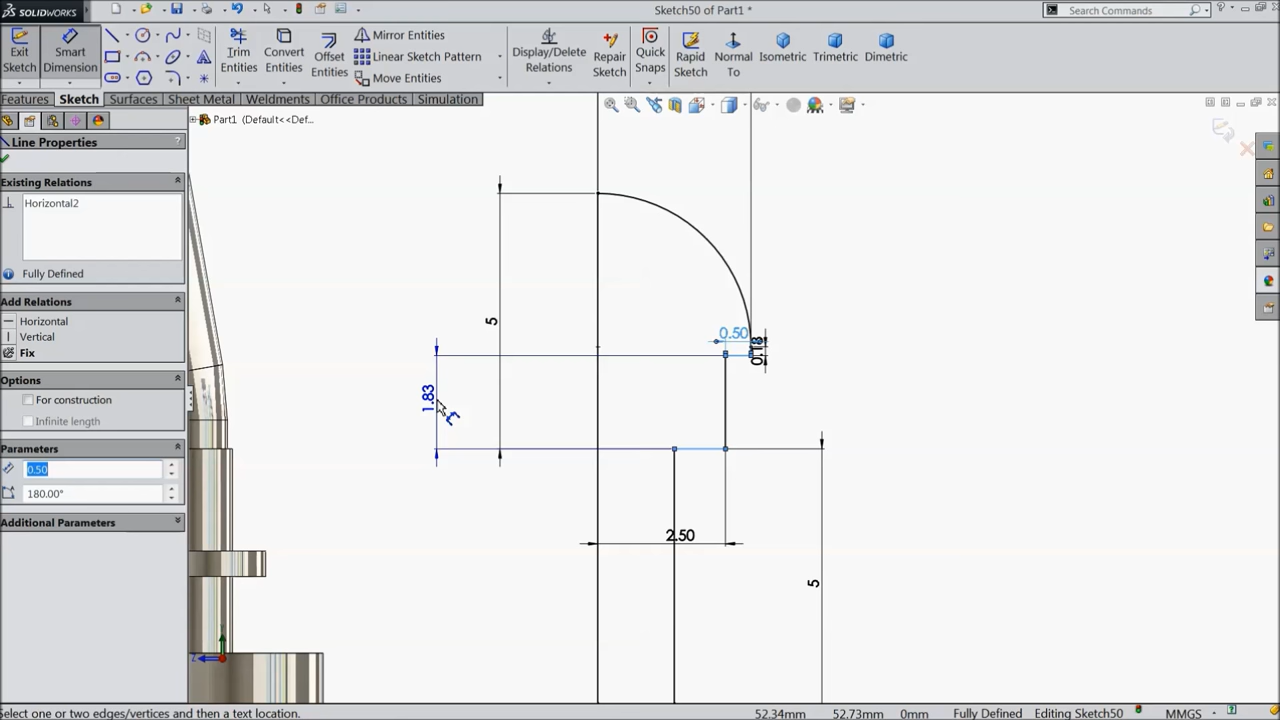 SOLIDWORKS
Sketch50 of Part1 *
Search Commands
Exit Sketch
Smart Dimension
Trim Entities
Convert Entities
Offset Entities
Mirror Entities
Linear Sketch Pattern
Move Entities
Display/Delete Relations
Repair Sketch
Quick Snaps
Rapid Sketch
Normal To
Isometric
Trimetric
Dimetric
Features
Sketch
Surfaces
Sheet Metal
Weldments
Office Products
Simulation
Part1 (Default<<Def...
Line Properties
?
Existing Relations
Horizontal2
Fully Defined
Add Relations
Horizontal
Vertical
Fix
Options
For construction
Infinite length
Parameters
0.50
180.00°
Additional Parameters
5
0.50
0.18
1.83
2.50
5
Z
Select one or two edges/vertices and then a text location.
52.34mm
52.73mm
0mm
Fully Defined
Editing Sketch50
MMGS